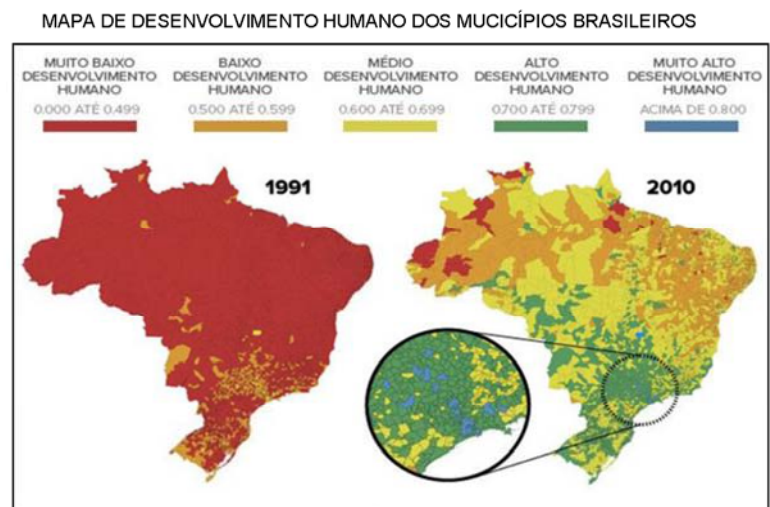 MAPA DE DESENVOLVIMENTO HUMANO DOS MUCICÍPIOS BRASILEIROS
MUITO BAIXO
DESENVOLVIMENTO
HUMANO
0.000 ATÉ 0.499
BAIXO
DESENVOLVIMENTO
HUMANO
0.500 ATÉ 0.599
MÉDIO
DESENVOLVIMENTO
HUMANO
0.600 ATÉ 0.699
ALTO
DESENVOLVIMENTO
HUMANO
0700 ATÉ 0.799
MUITO ALTO
DESENVOLVIMENTO
HUMANO
ACIMA DE 0.800
1991
2010